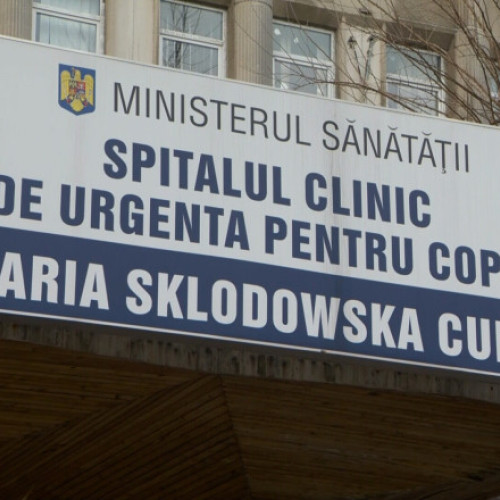 MINISTERUL SĂNĂTĂȚII
SPITALUL CLINIC
DE URGENTA PENTRU COP
ARIA SKLODOWSKA CU